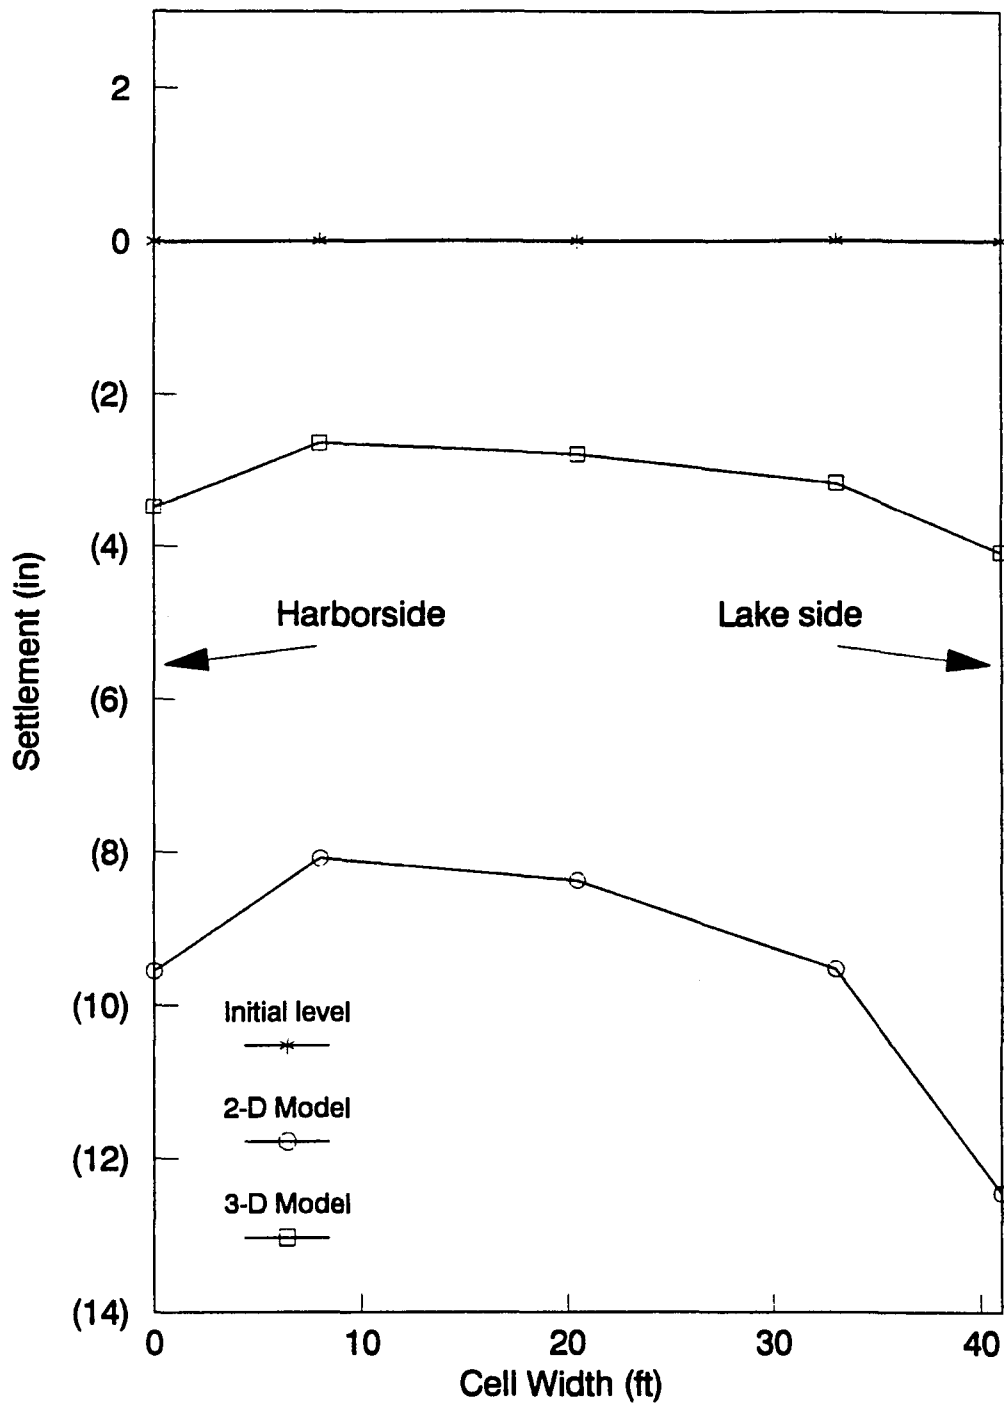 2
0
(2)
(4)
Harborside
Lake side
Settlement (in)
(6)
(8)
(10)
Initial level
2-D Model
(12)
3-D Model
(14)
0 10 20 30 40
Cell Width (ft)